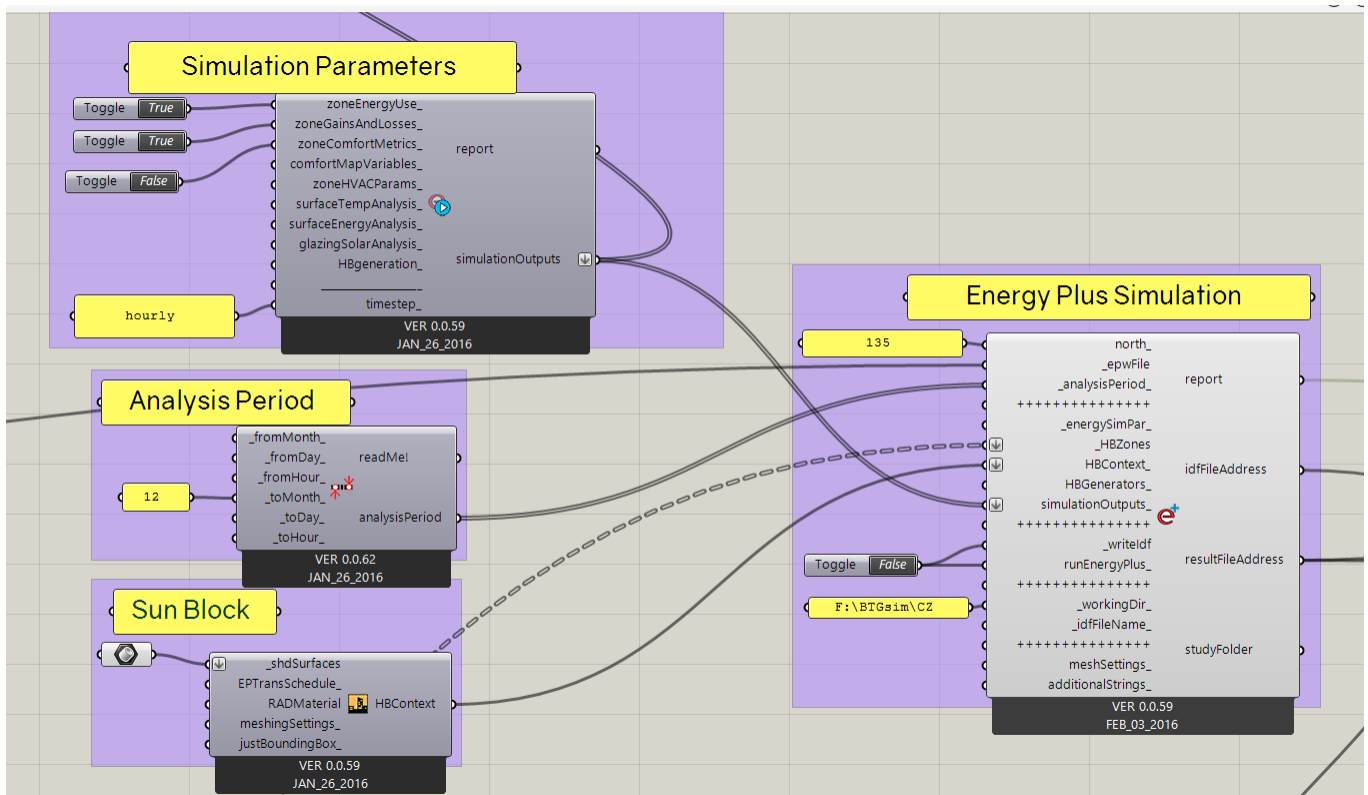 Simulation Parameters
Toggle True
Toggle True
Toggle False
hourly
zoneEnergyUse_
zoneGainsAndLosses_
zoneComfortMetrics_
comfortMapVariables_
zoneHVACParams_
surfaceTempAnalysis_
surfaceEnergyAnalysis_
glazingSolarAnalysis_
HBgeneration_
____________
timestep_
report
simulationOutputs
VER 0.0.59
JAN_26_2016
Analysis Period
12
_fromMonth_
_fromDay_
_fromHour_
_toMonth_
_toDay_
_toHour_
readMe!
analysisPeriod
VER 0.0.62
JAN_26_2016
Sun Block
_shdSurfaces
EPTransSchedule_
RADMaterial
meshingSettings_
justBoundingBox_
HBContext
VER 0.0.59
JAN_26_2016
Energy Plus Simulation
135
Toggle False
F:\BTGsim\CZ
north_
_epwFile
_analysisPeriod_
+++++++++++++++
_energySimPar_
_HBZones
HBContext_
HBGenerators_
simulationOutputs_
+++++++++++++++
_writeIdf
runEnergyPlus_
+++++++++++++++
_workingDir_
_idfFileName_
+++++++++++++++
meshSettings_
additionalStrings_
report
idfFileAddress
resultFileAddress
studyFolder
VER 0.0.59
FEB_03_2016